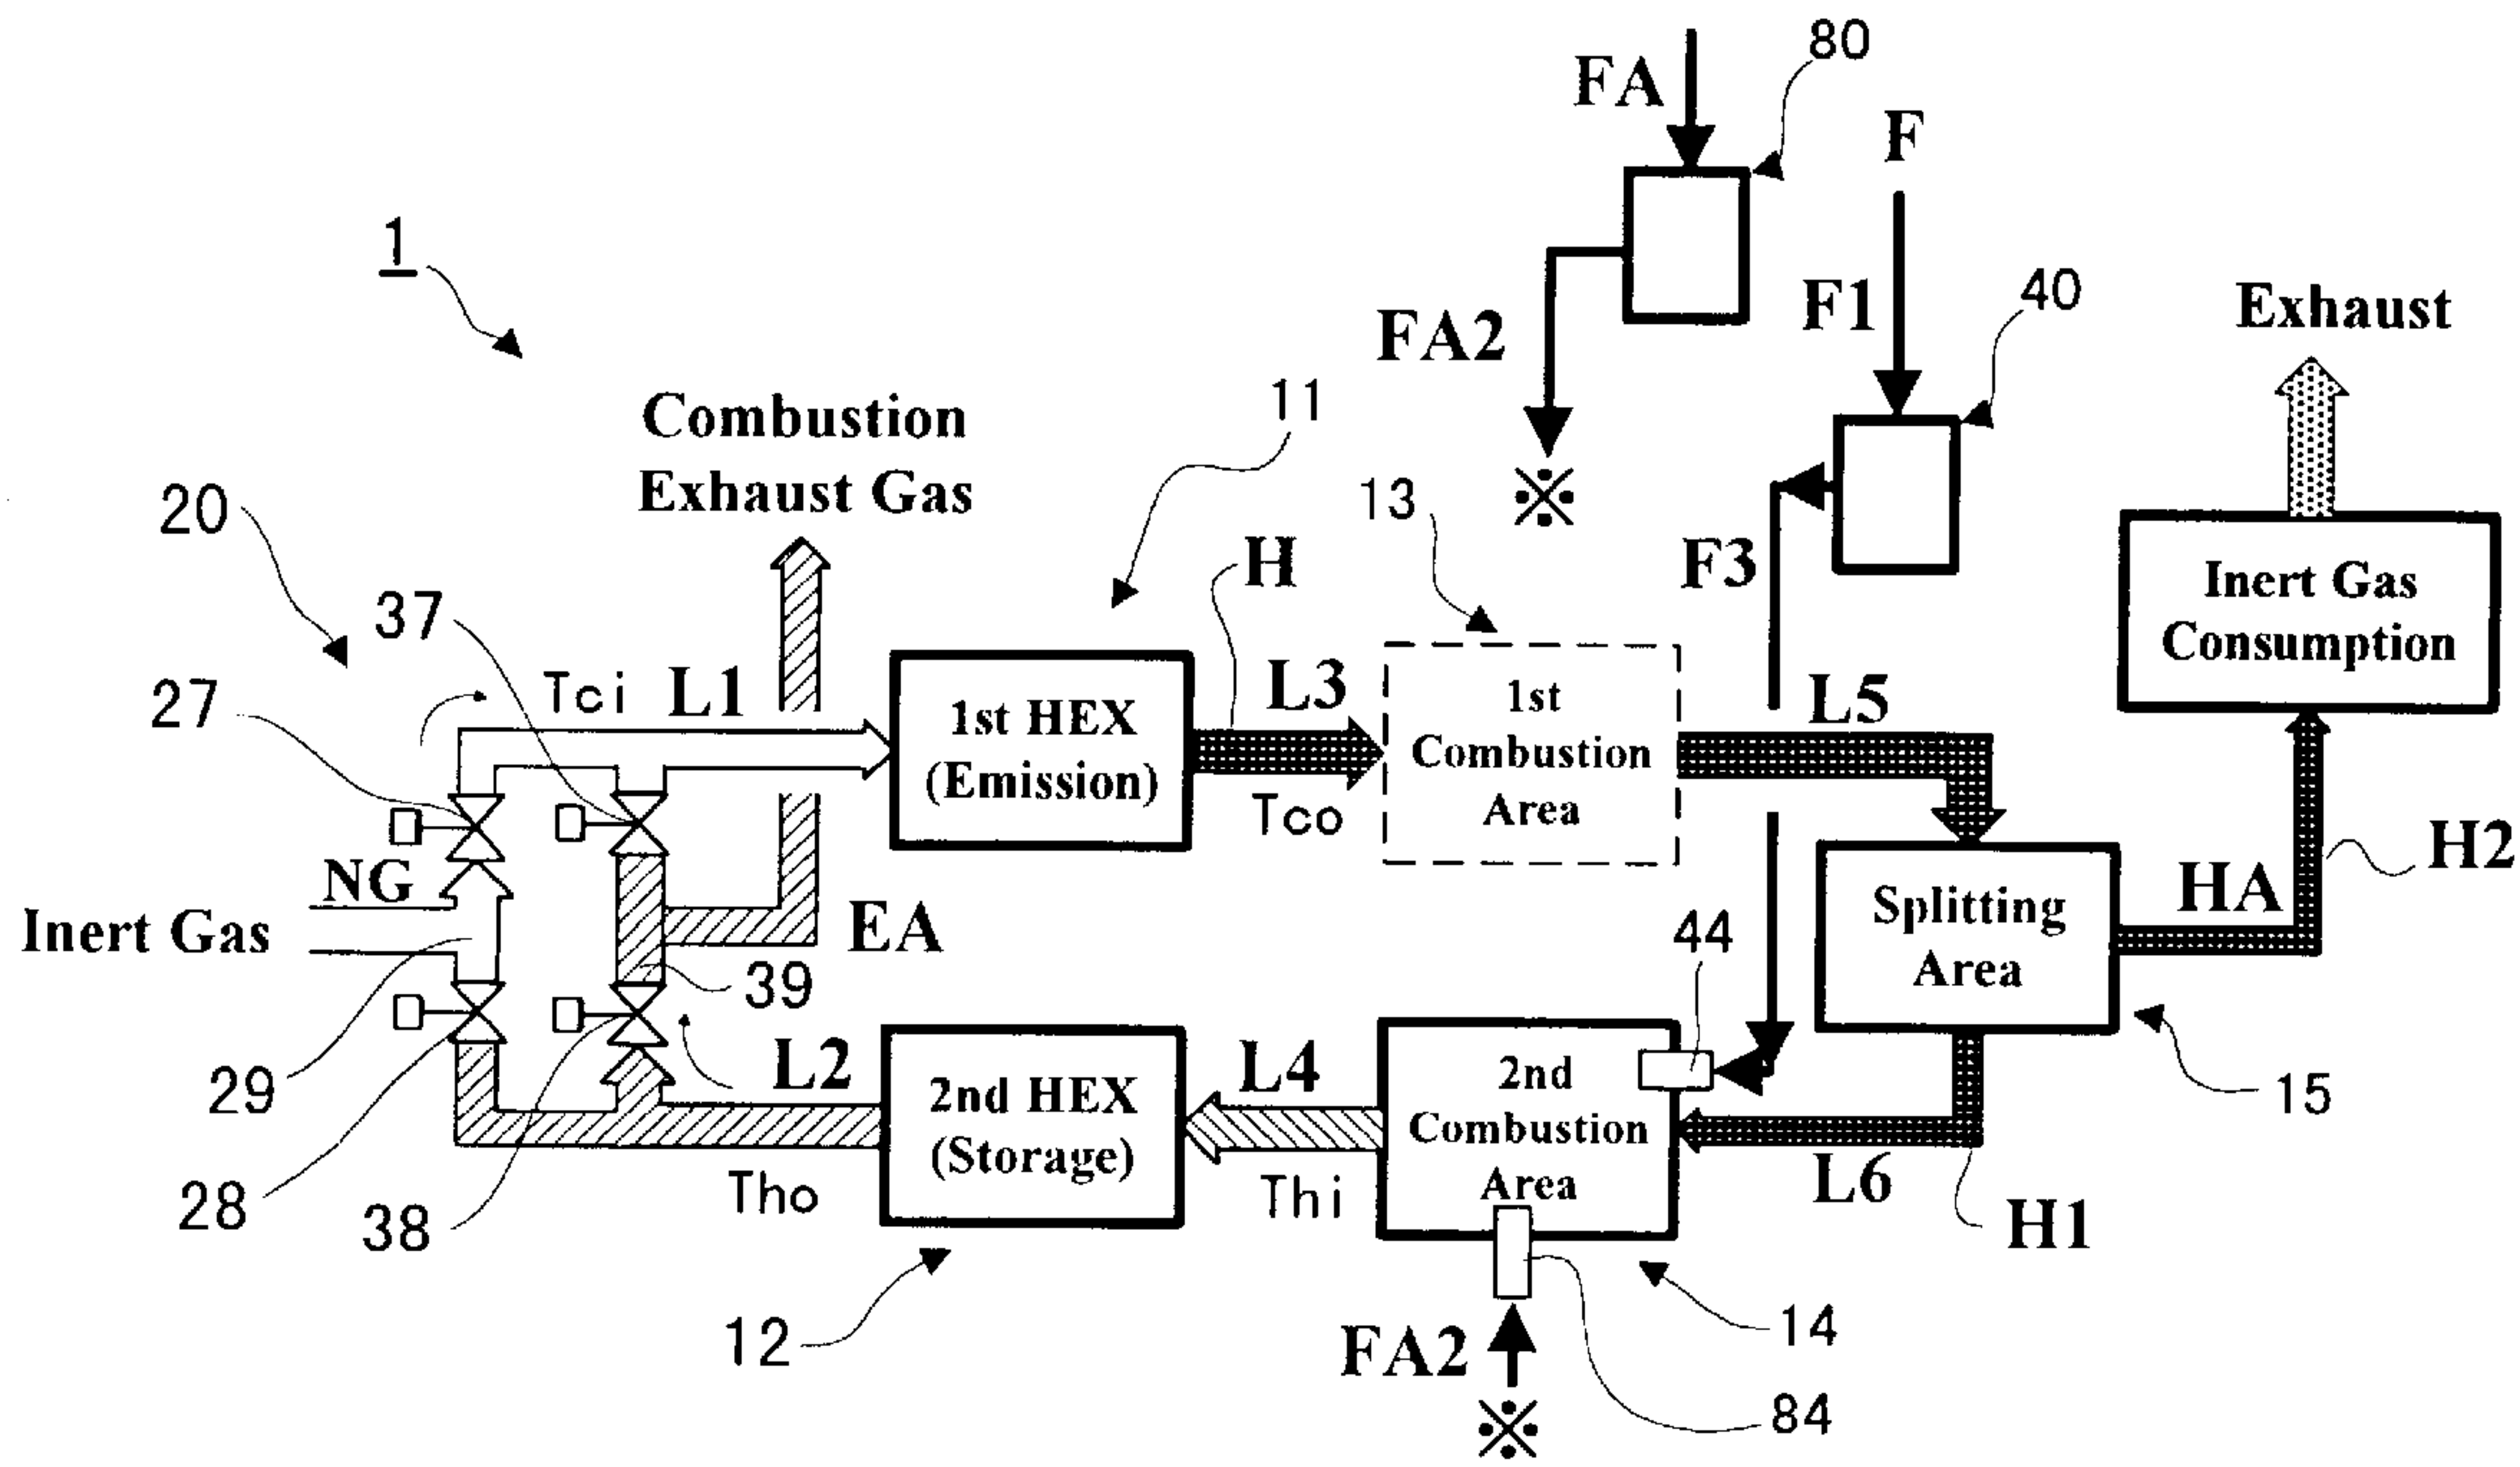 80
FA
F
1
FA2
F1
40
Exhaust
※
Combustion
Exhaust Gas
11
20
13
H
F3
Inert Gas
Consumption
37
27
Tci
L1
1st HEX
(Emission)
L3
Tco
1st
Combustion
Area
L5
NG
Inert Gas
EA
39
HA
H2
Splitting
Area
44
29
28
38
L2
Tho
2nd HEX
(Storage)
L4
Thi
2nd
Combustion
Area
L6
H1
15
12
14
FA2
84
※